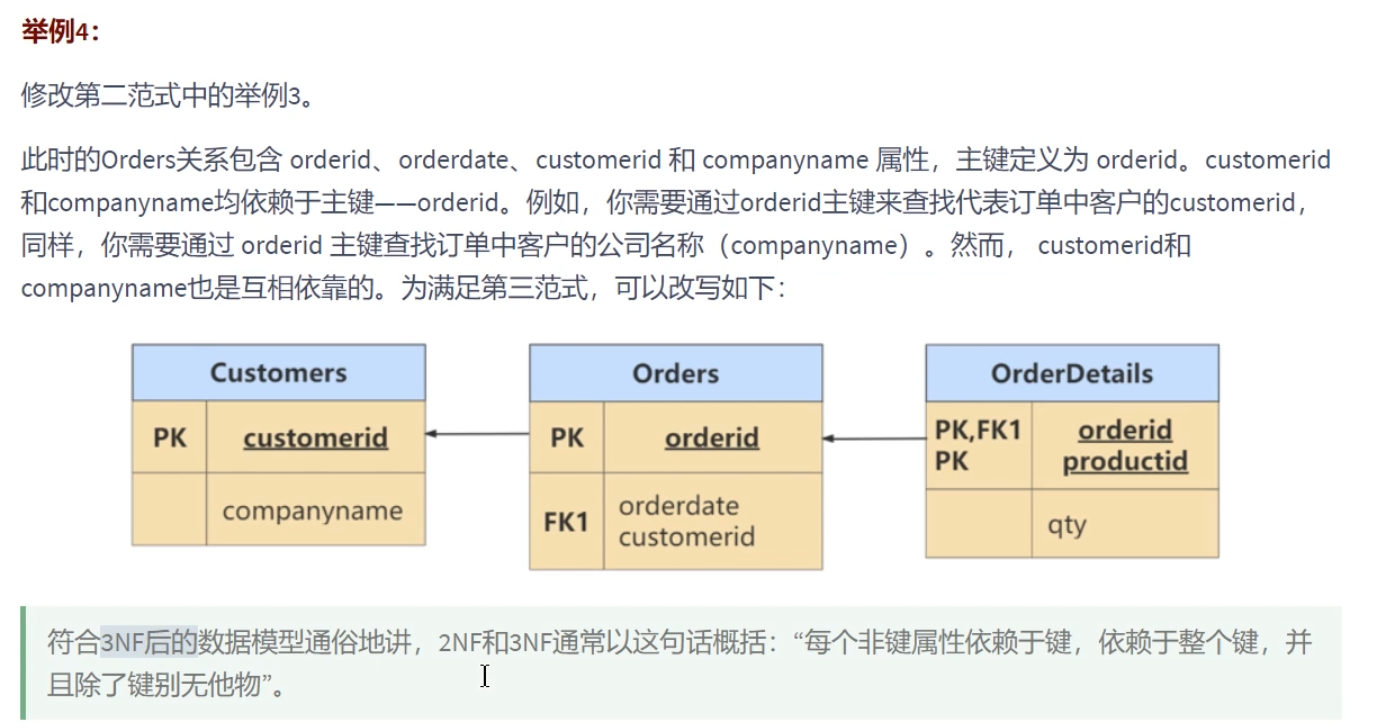 举例4：
修改第二范式中的举例3。
此时的Orders关系包含 orderid、orderdate、customerid 和 companyname 属性，主键定义为 orderid。customerid
和companyname均依赖于主键——orderid。例如，你需要通过orderid主键来查找代表订单中客户的customerid，
同样，你需要通过 orderid 主键查找订单中客户的公司名称（companyname）。然而， customerid和
companyname也是互相依靠的。为满足第三范式，可以改写如下：
Customers
PK customerid
companyname
Orders
PK orderid
orderdate
FK1 customerid
OrderDetails
PK,FK1 orderid
PK productid
qty
符合3NF后的数据模型通俗地讲，2NF和3NF通常以这句话概括：“每个非键属性依赖于键，依赖于整个键，并
且除了键别无他物”。